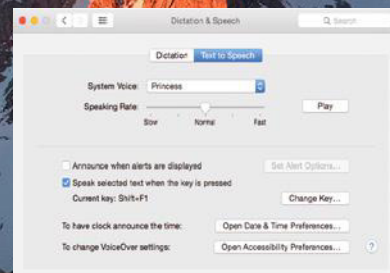 Dictation & Speech
Search
Dictation Text to Speech
System Voice: Princess
Speaking Rate:
Slow Normal Fast
Play
Announce when alerts are displayed
Set Alert Options...
Speak selected text when the key is pressed
Current key: Shift+F1
Change Key...
To have clock announce the time:
Open Date & Time Preferences...
To change VoiceOver settings:
Open Accessibility Preferences...
?